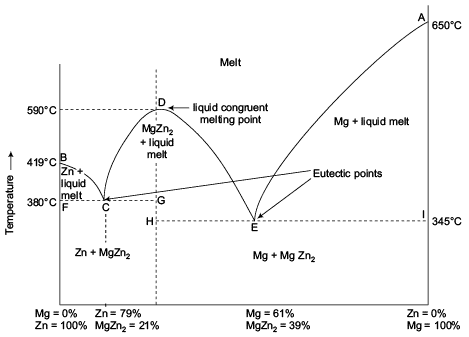 A
650°C
Melt
D
590°C
liquid congruent
melting point
MgZn2
+ liquid
melt
Mg + liquid melt
B
419°C
Zn +
liquid
melt
Eutectic points
380°C
F
C
G
H
E
I
345°C
Temperature →
Zn + MgZn2
Mg + Mg Zn2
Mg = 0%
Zn = 100%
Zn = 79%
MgZn2 = 21%
Mg = 61%
MgZn2 = 39%
Zn = 0%
Mg = 100%